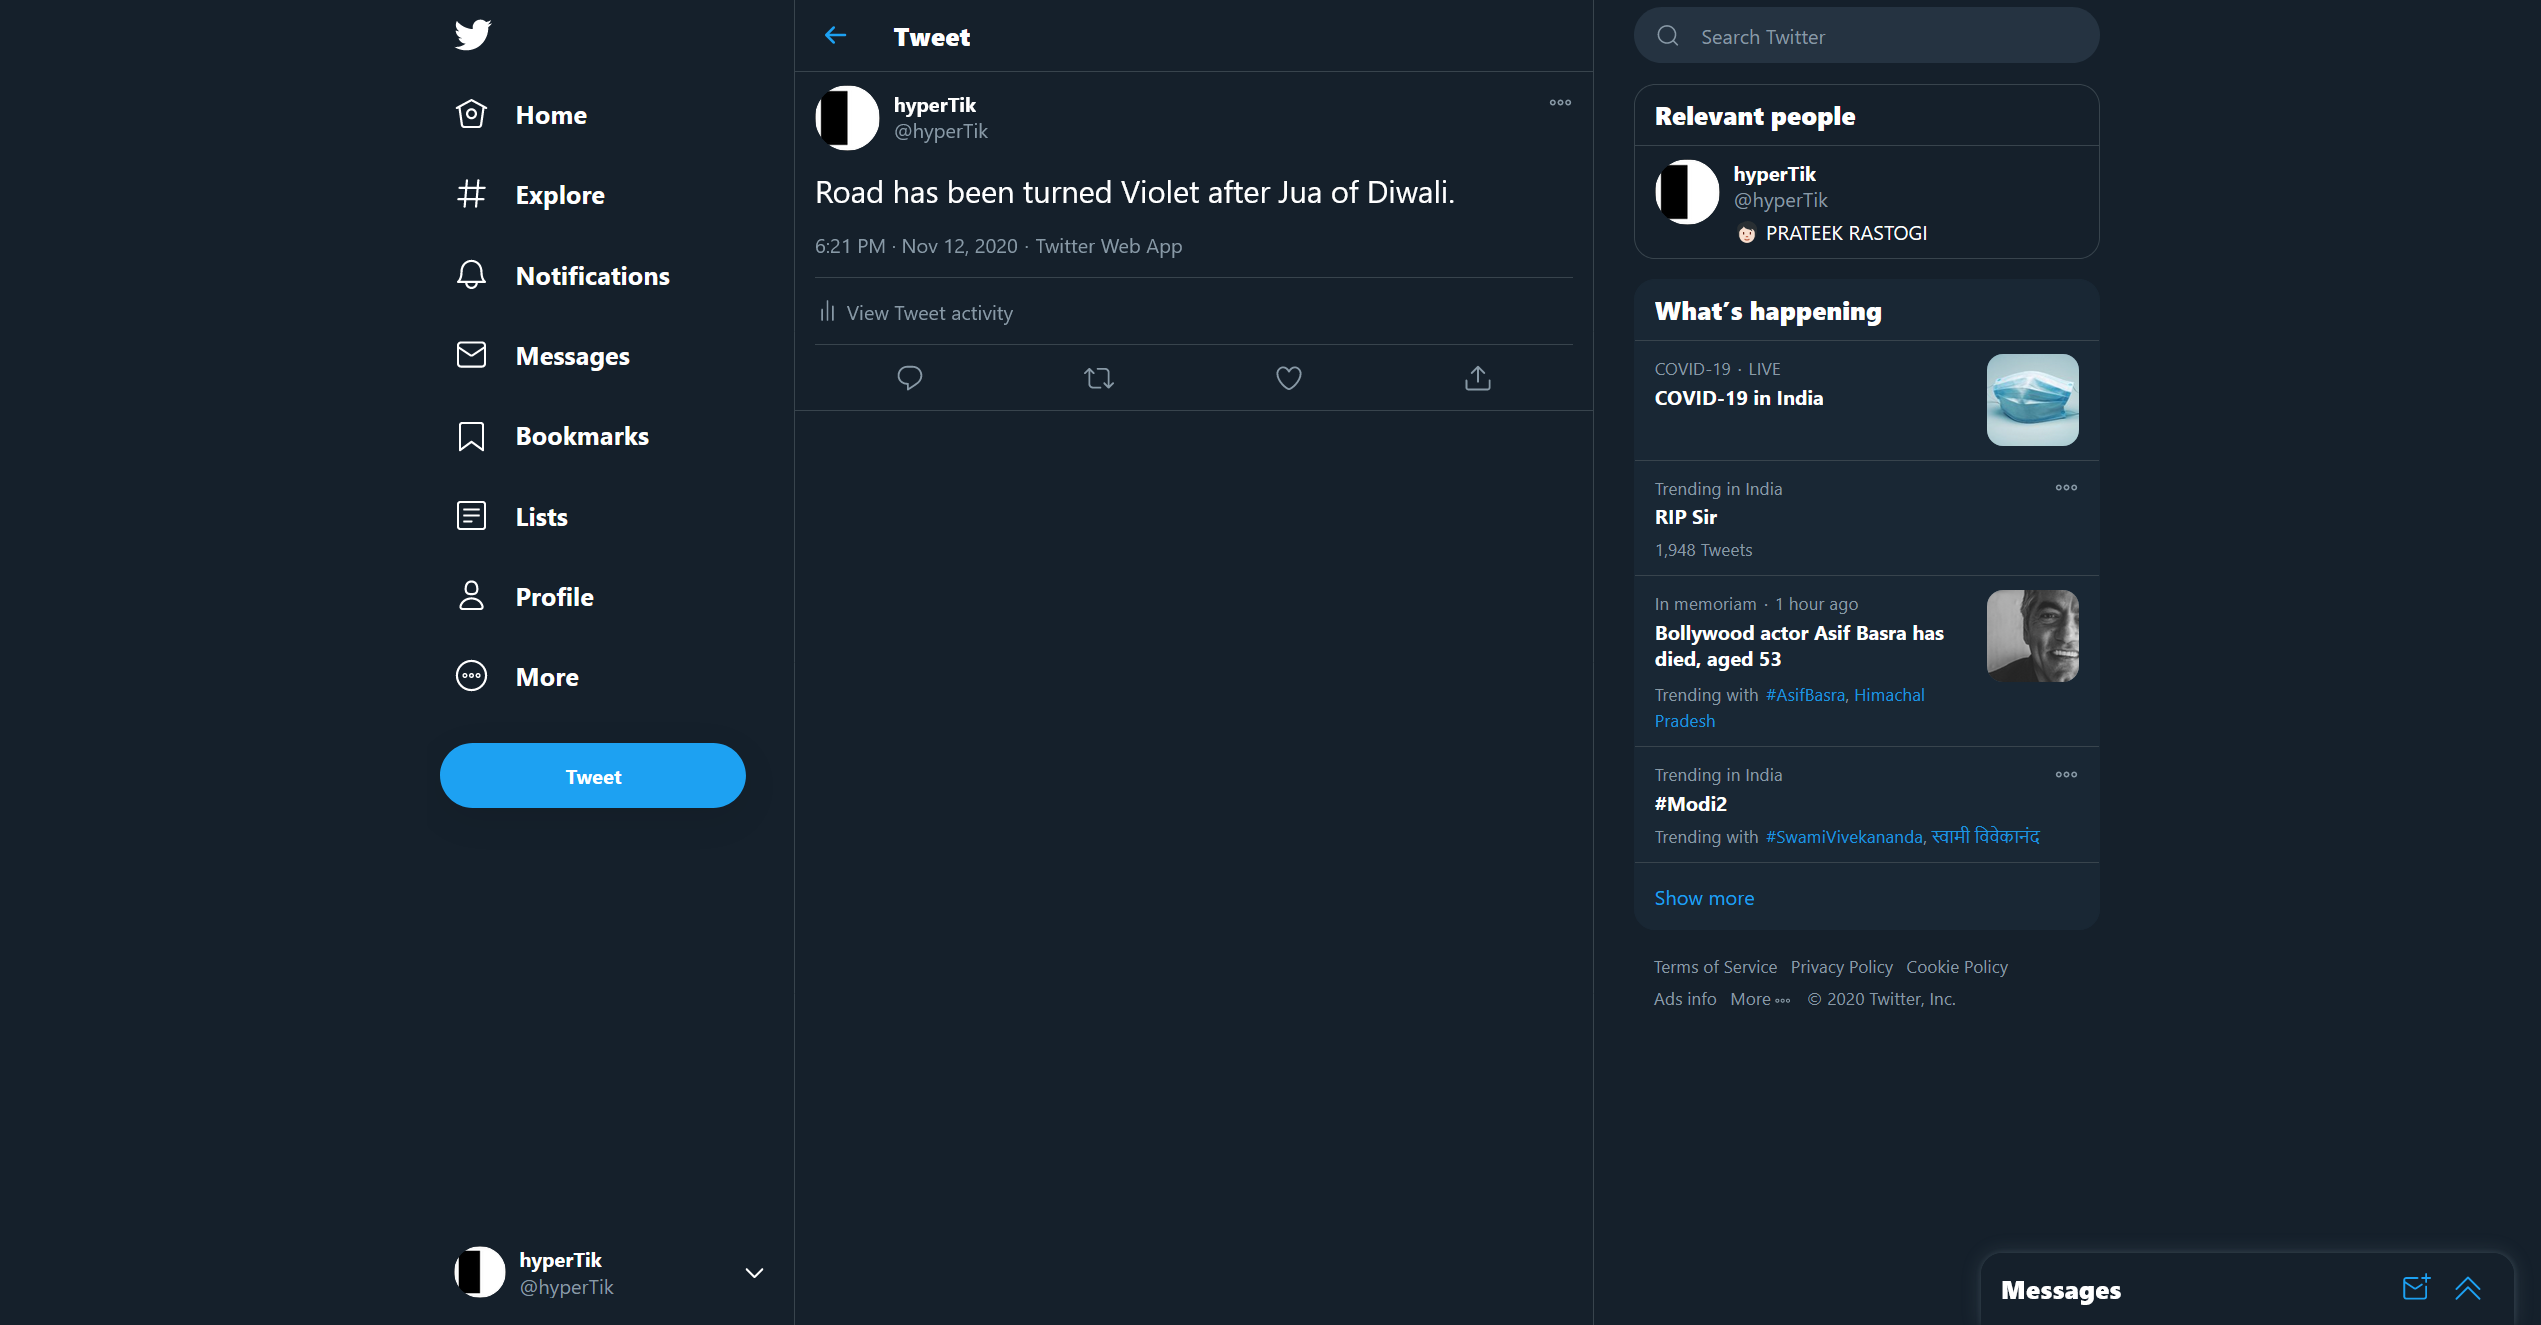 Home
Explore
Notifications
Messages
Bookmarks
Lists
Profile
More
Tweet
hyperTik
@hyperTik
Tweet
hyperTik
@hyperTik
Road has been turned Violet after Jua of Diwali.
6:21 PM · Nov 12, 2020 · Twitter Web App
View Tweet activity
Search Twitter
Relevant people
hyperTik
@hyperTik
PRATEEK RASTOGI
What's happening
COVID-19 · LIVE
COVID-19 in India
Trending in India
RIP Sir
1,948 Tweets
In memoriam · 1 hour ago
Bollywood actor Asif Basra has
died, aged 53
Trending with #AsifBasra, Himachal
Pradesh
Trending in India
#Modi2
Trending with #SwamiVivekananda, स्वामी विवेकानंद
Show more
Terms of Service Privacy Policy Cookie Policy
Ads info More © 2020 Twitter, Inc.
Messages